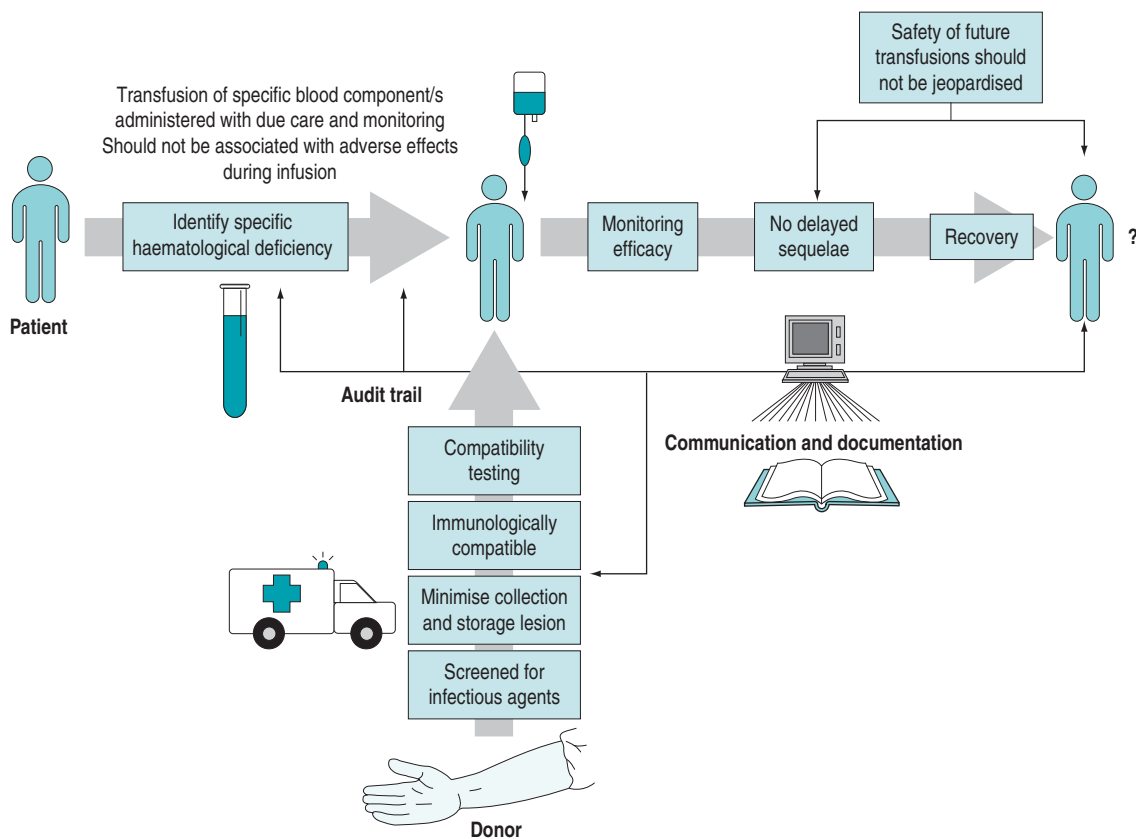 Safety of future
transfusions should
not be jeopardised
Transfusion of specific blood component/s
administered with due care and monitoring
Should not be associated with adverse effects
during infusion
Identify specific
haematological deficiency
Monitoring
efficacy
No delayed
sequelae
Recovery
?
Patient
Audit trail
Communication and documentation
Compatibility
testing
Immunologically
compatible
Minimise collection
and storage lesion
Screened for
infectious agents
Donor